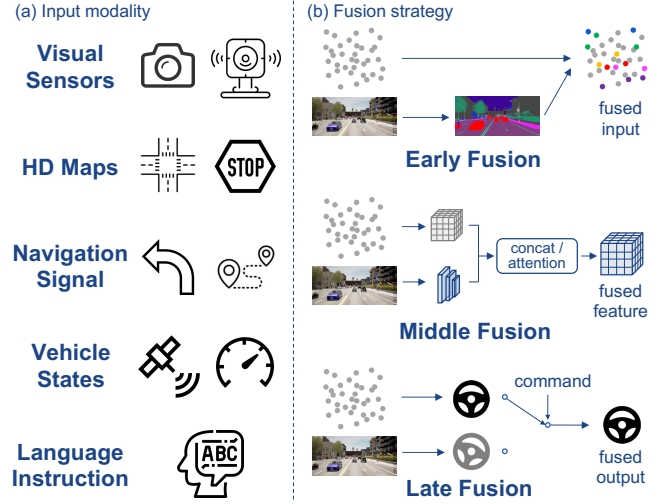 (a) Input modality
Visual
Sensors
HD Maps
STOP
Navigation
Signal
Vehicle
States
Language
Instruction
ABC
(b) Fusion strategy
fused
input
Early Fusion
concat /
attention
fused
feature
Middle Fusion
command
fused
output
Late Fusion